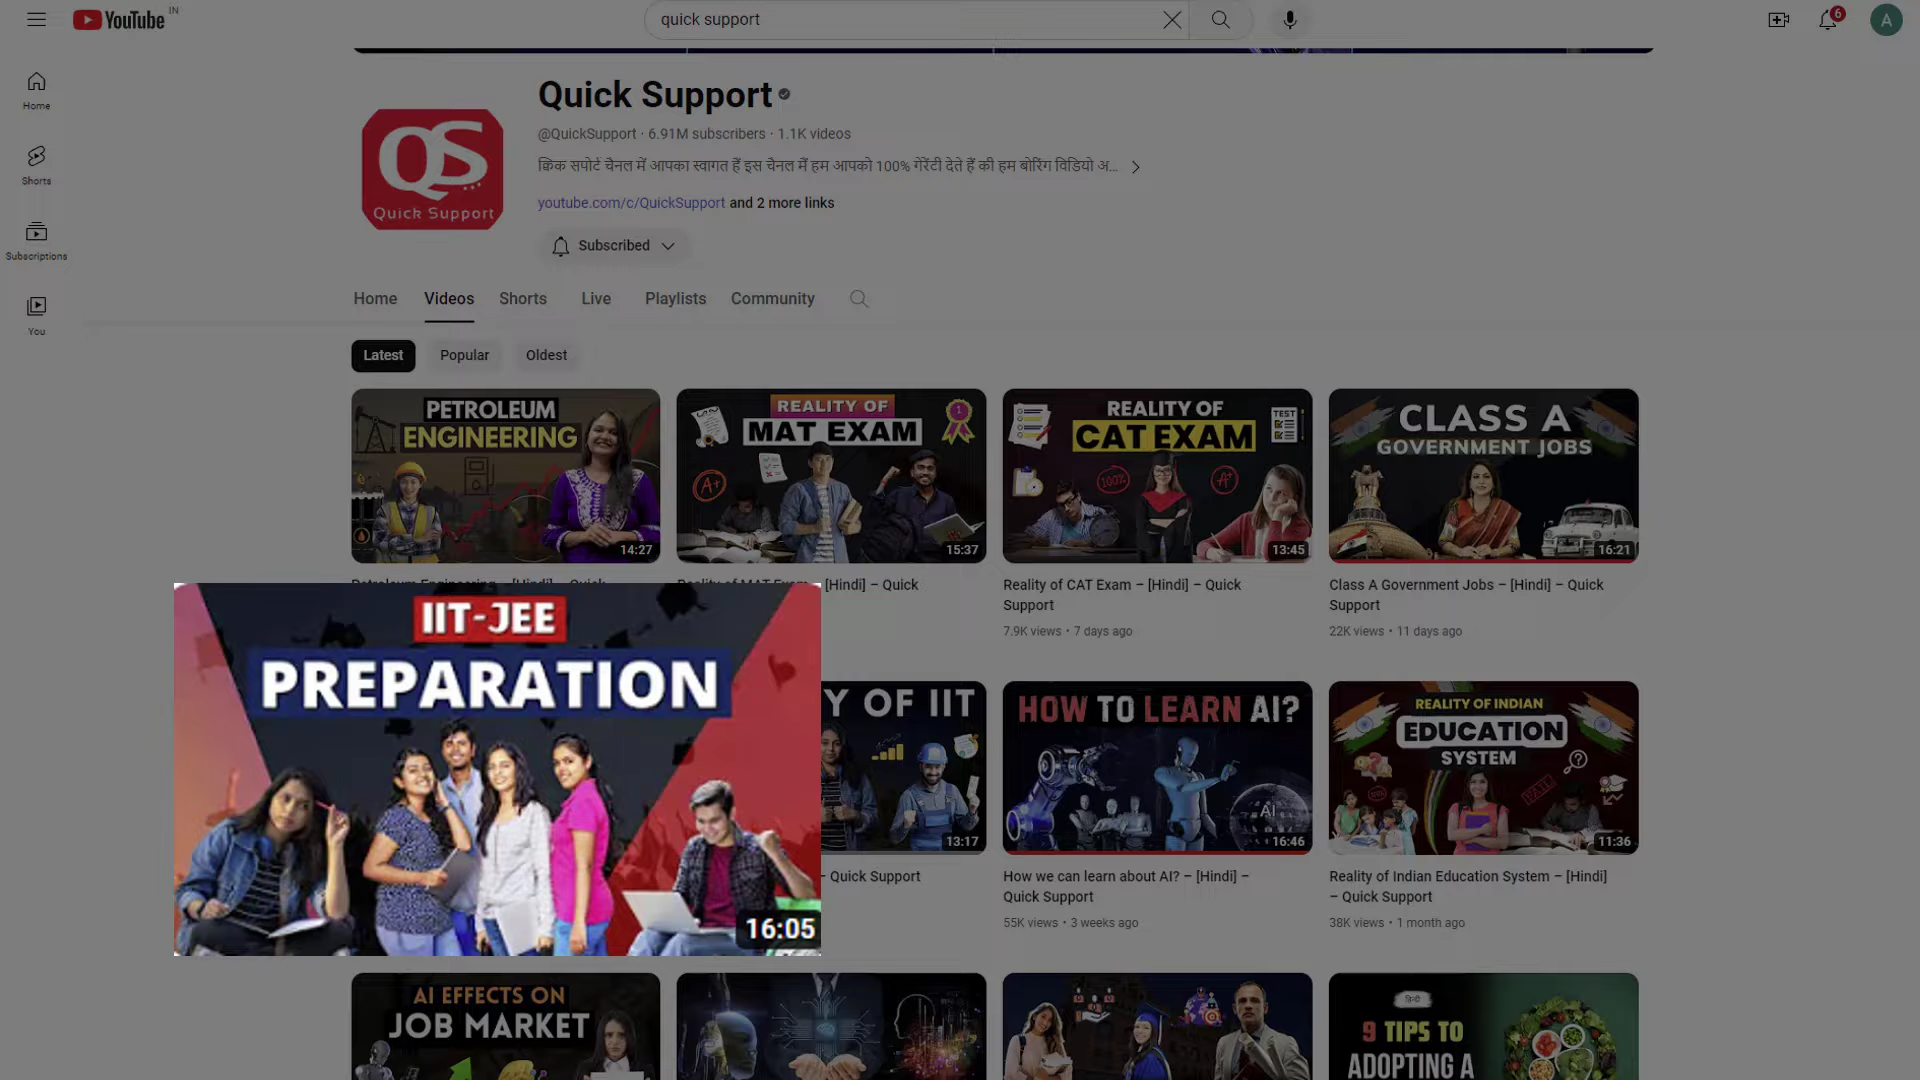 YouTube IN
quick support
6
A
Home
Shorts
Subscriptions
You
QS
Quick Support
Quick Support
@QuickSupport · 6.91M subscribers · 1.1K videos
क्विक सपोर्ट चैनल में आपका स्वागत हैं इस चैनल मैं हम आपको 100% गेरेंटी देते हैं की हम बोरिंग विडियो अ...
youtube.com/c/QuickSupport and 2 more links
Subscribed
Home Videos Shorts Live Playlists Community
Latest Popular Oldest
PETROLEUM
ENGINEERING
14:27
REALITY OF
MAT EXAM
1
A+
15:37
REALITY OF
CAT EXAM
TEST
100%
A+
13:45
CLASS A
GOVERNMENT JOBS
16:21
[Hindi] – Quick
Reality of CAT Exam – [Hindi] – Quick
Support
7.9K views • 7 days ago
Class A Government Jobs – [Hindi] – Quick
Support
22K views • 11 days ago
IIT-JEE
PREPARATION
16:05
Y OF IIT
13:17
– Quick Support
HOW TO LEARN AI?
AI
16:46
How we can learn about AI? – [Hindi] –
Quick Support
55K views • 3 weeks ago
REALITY OF INDIAN
EDUCATION
SYSTEM
FAIL
11:36
Reality of Indian Education System – [Hindi]
– Quick Support
38K views • 1 month ago
AI EFFECTS ON
JOB MARKET
हिन्दी
9 TIPS TO
ADOPTING A